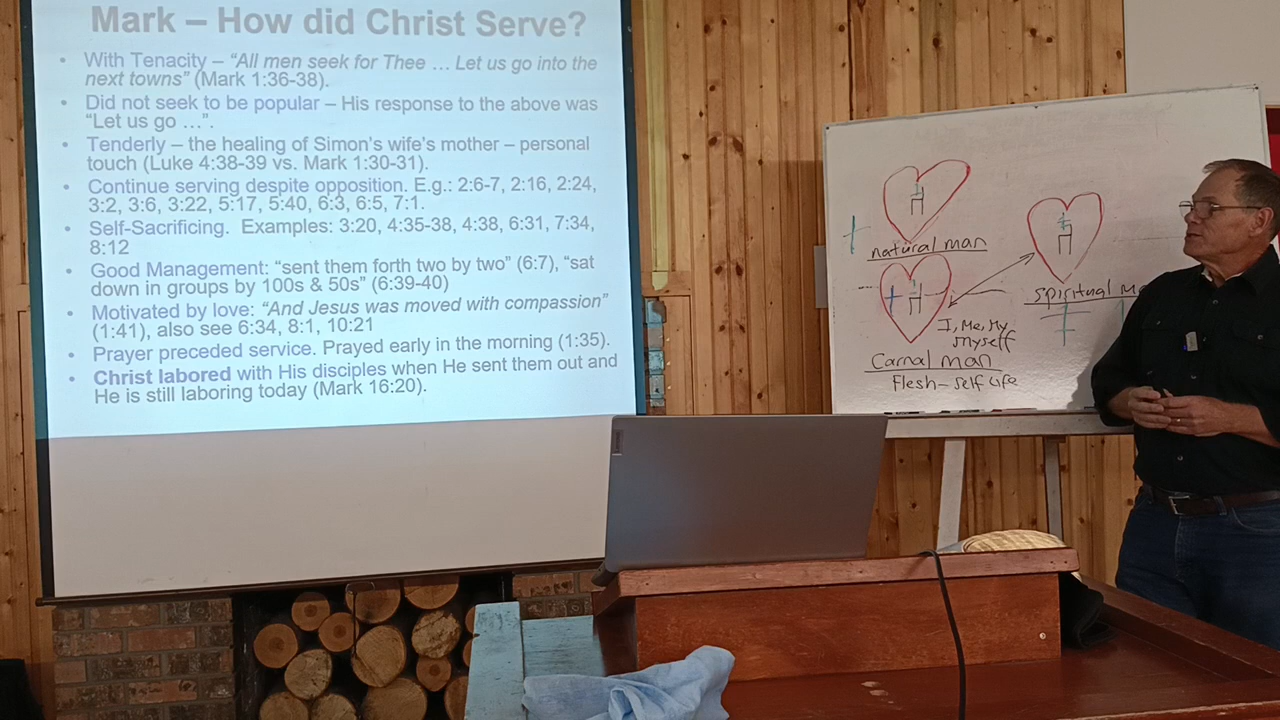 Mark – How did Christ Serve?
• With Tenacity – “All men seek for Thee … Let us go into the
next towns” (Mark 1:36-38).
• Did not seek to be popular – His response to the above was
“Let us go …”.
• Tenderly – the healing of Simon’s wife’s mother – personal
touch (Luke 4:38-39 vs. Mark 1:30-31).
• Continue serving despite opposition. E.g.: 2:6-7, 2:16, 2:24,
3:2, 3:6, 3:22, 5:17, 5:40, 6:3, 6:5, 7:1.
• Self-Sacrificing. Examples: 3:20, 4:35-38, 4:38, 6:31, 7:34,
8:12
• Good Management: “sent them forth two by two” (6:7), “sat
down in groups by 100s & 50s” (6:39-40)
• Motivated by love: “And Jesus was moved with compassion”
(1:41), also see 6:34, 8:1, 10:21
• Prayer preceded service. Prayed early in the morning (1:35).
• Christ labored with His disciples when He sent them out and
He is still laboring today (Mark 16:20).
natural man
spiritual
I, Me, My
Myself
Carnal man
Flesh - self life